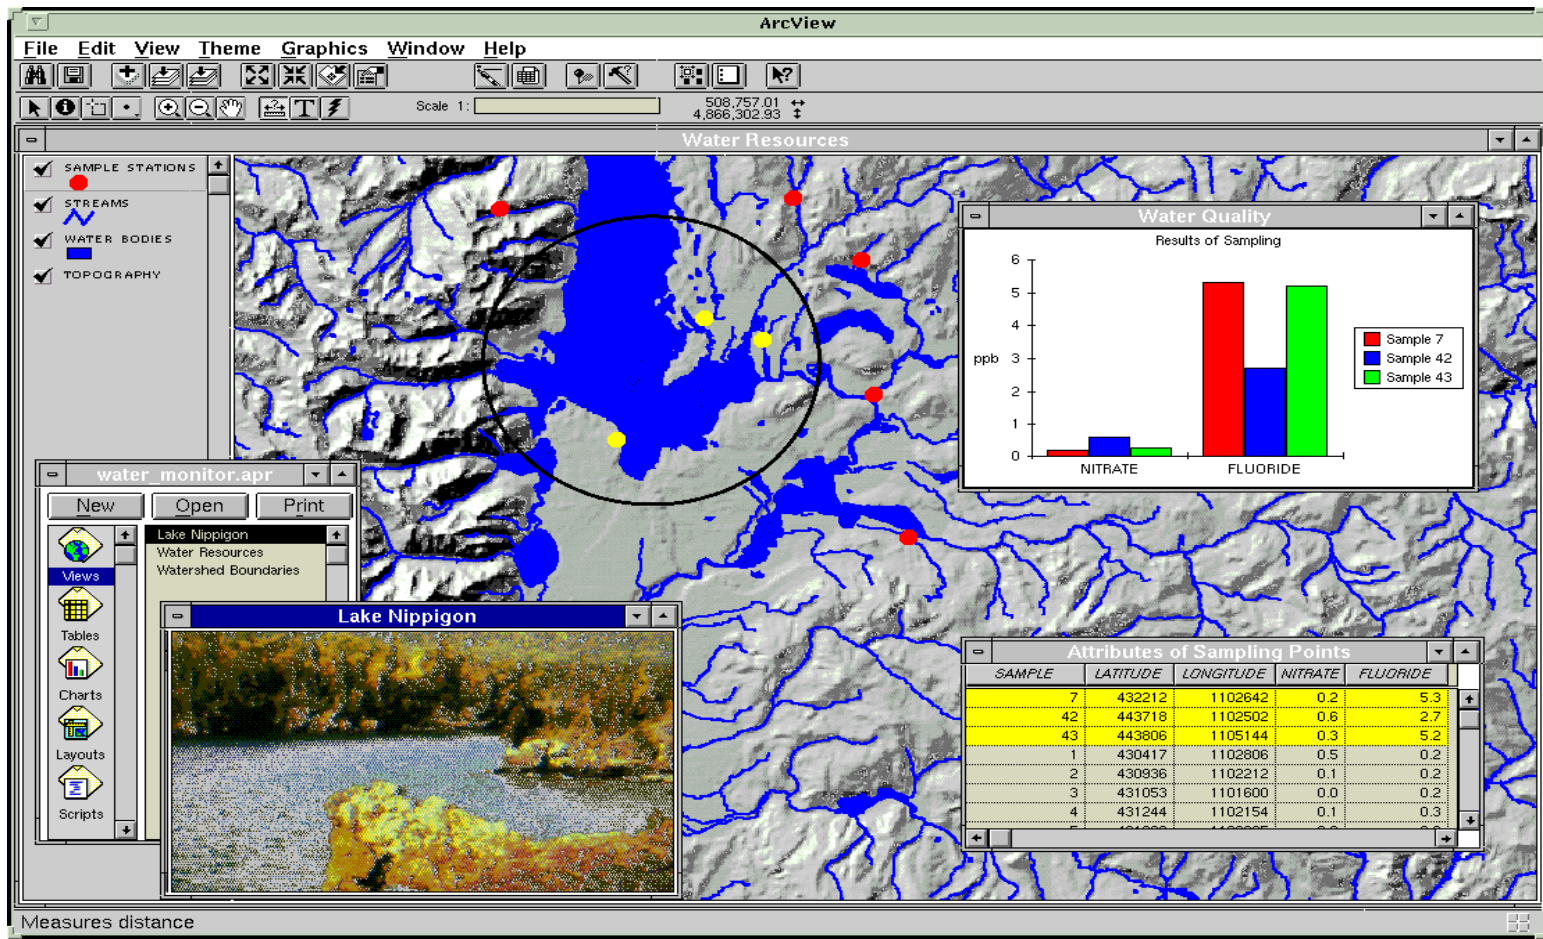 ArcView
File Edit View Theme Graphics Window Help
Scale 1:
508,757.01
4,866,302.93
Water Resources
SAMPLE STATIONS
STREAMS
WATER BODIES
TOPOGRAPHY
Water Quality
Results of Sampling
6
5
4
ppb 3
2
1
0
NITRATE FLUORIDE
Sample 7
Sample 42
Sample 43
water_monitor.apr
New Open Print
Views
Tables
Charts
Layouts
Scripts
Lake Nippigon
Water Resources
Watershed Boundaries
Lake Nippigon
Attributes of Sampling Points
SAMPLE LATITUDE LONGITUDE NITRATE FLUORIDE
7 432212 1102642 0.2 5.3
42 443718 1102502 0.6 2.7
43 443806 1105144 0.3 5.2
1 430417 1102806 0.5 0.2
2 430936 1102212 0.1 0.2
3 431053 1101600 0.0 0.2
4 431244 1102154 0.1 0.3
Measures distance